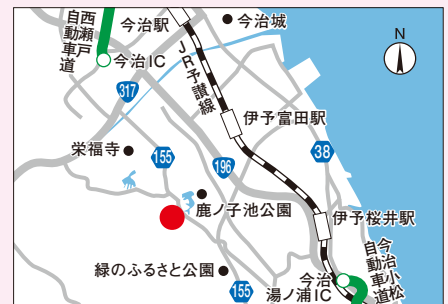 西瀬戸自動車道
今治駅
今治城
N
今治IC
JR予讃線
317
伊予富田駅
栄福寺
155
196
38
鹿ノ子池公園
伊予桜井駅
緑のふるさと公園
今治
湯ノ浦IC
155
今治小松自動車道